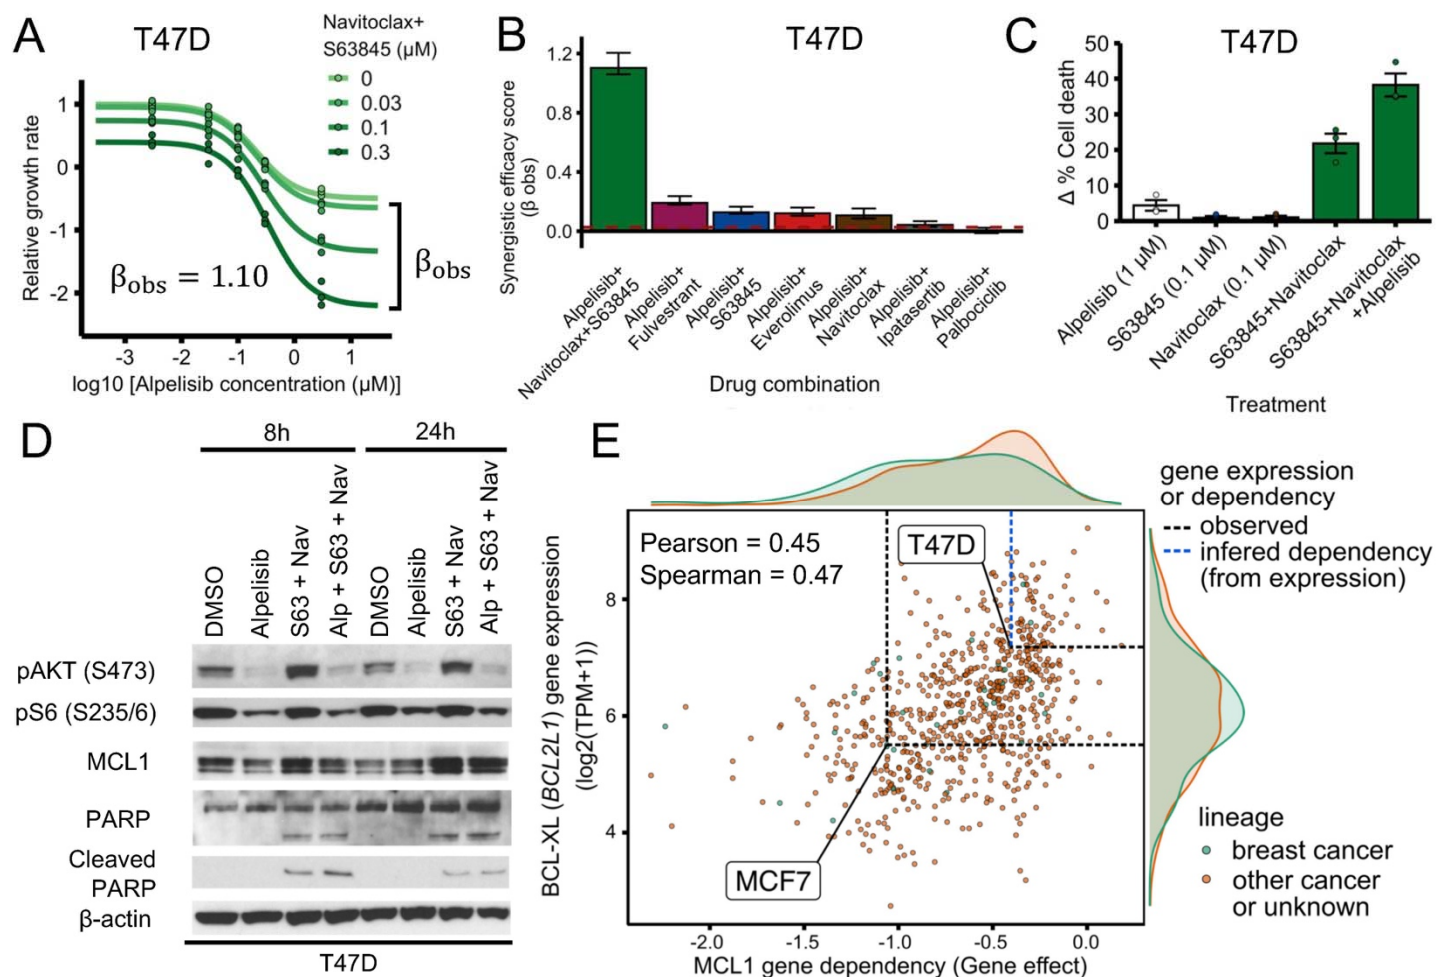 A
T47D
Navitoclax+
S63845 (μM)
0
0.03
0.1
0.3
Relative growth rate
1
0
-1
-2
βobs = 1.10
βobs
-3
-2
-1
0
1
log10 [Alpelisib concentration (μM)]
B
T47D
Synergistic efficacy score
(β obs)
1.2
0.8
0.4
0.0
Alpelisib+
Navitoclax+S63845
Alpelisib+
Fulvestrant
Alpelisib+
S63845
Alpelisib+
Everolimus
Alpelisib+
Navitoclax
Alpelisib+
Ipatasertib
Alpelisib+
Palbociclib
Drug combination
C
T47D
Δ % Cell death
50
40
30
20
10
0
Alpelisib (1 μM)
S63845 (0.1 μM)
Navitoclax (0.1 μM)
S63845+Navitoclax
S63845+Navitoclax
+Alpelisib
Treatment
D
8h
24h
DMSO
Alpelisib
S63 + Nav
Alp + S63 + Nav
DMSO
Alpelisib
S63 + Nav
Alp + S63 + Nav
pAKT (S473)
pS6 (S235/6)
MCL1
PARP
Cleaved
PARP
β-actin
T47D
E
BCL-XL (BCL2L1) gene expression
(log2(TPM+1))
8
6
4
Pearson = 0.45
Spearman = 0.47
T47D
MCF7
-2.0
-1.5
-1.0
-0.5
0.0
MCL1 gene dependency (Gene effect)
gene expression
or dependency
observed
infered dependency
(from expression)
lineage
breast cancer
other cancer
or unknown